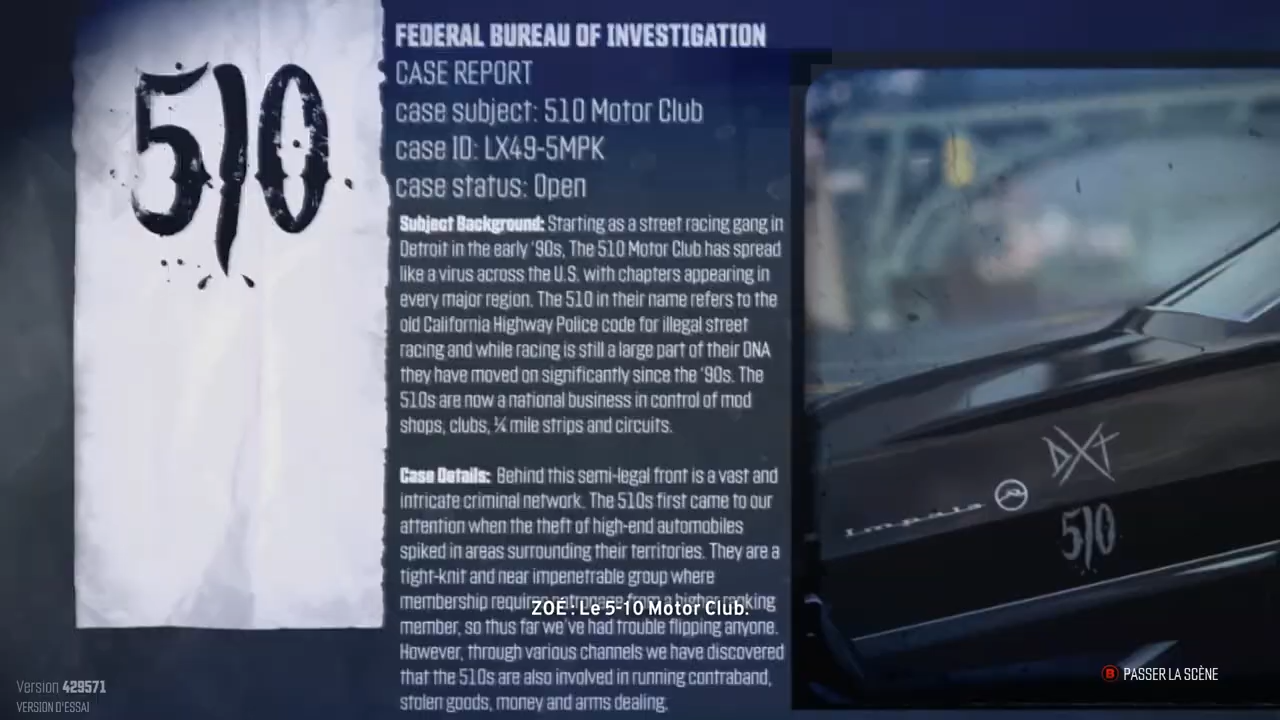 510
FEDERAL BUREAU OF INVESTIGATION
CASE REPORT
case subject: 510 Motor Club
case ID: LX49-5MPK
case status: Open
Subject Background: Starting as a street racing gang in
Detroit in the early '90s, The 510 Motor Club has spread
like a virus across the U.S. with chapters appearing in
every major region. The 510 in their name refers to the
old California Highway Police code for illegal street
racing and while racing is still a large part of their DNA
they have moved on significantly since the '90s. The
510s are now a national business in control of mod
shops, clubs, ¼ mile strips and circuits.
Case Details: Behind this semi-legal front is a vast and
intricate criminal network. The 510s first came to our
attention when the theft of high-end automobiles
spiked in areas surrounding their territories. They are a
tight-knit and near impenetrable group where
membership requires patronage from a higher ranking
member, so thus far we've had trouble flipping anyone.
However, through various channels we have discovered
that the 510s are also involved in running contraband,
stolen goods, money and arms dealing.
ZOÉ : Le 5-10 Motor Club.
DXT
Impala
510
B PASSER LA SCÈNE
Version 429571
VERSION D'ESSAI